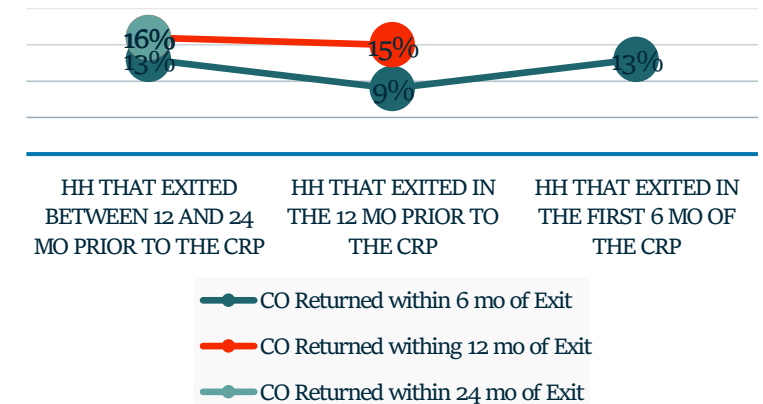 16%
13%
15%
9%
13%
HH THAT EXITED
BETWEEN 12 AND 24
MO PRIOR TO THE CRP
HH THAT EXITED IN
THE 12 MO PRIOR TO
THE CRP
HH THAT EXITED IN
THE FIRST 6 MO OF
THE CRP
CO Returned within 6 mo of Exit
CO Returned withing 12 mo of Exit
CO Returned within 24 mo of Exit